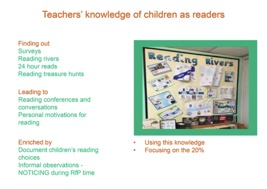 Teachers' knowledge of children as readers
Finding out
Surveys
Reading rivers
24 hour reads
Reading treasure hunts
Leading to
Reading conferences and
conversations
Personal motivations for
reading
Enriched by
Document children's reading
choices
Informal observations -
NOTICING during RfP time
Reading Rivers
• Using this knowledge
• Focusing on the 20%